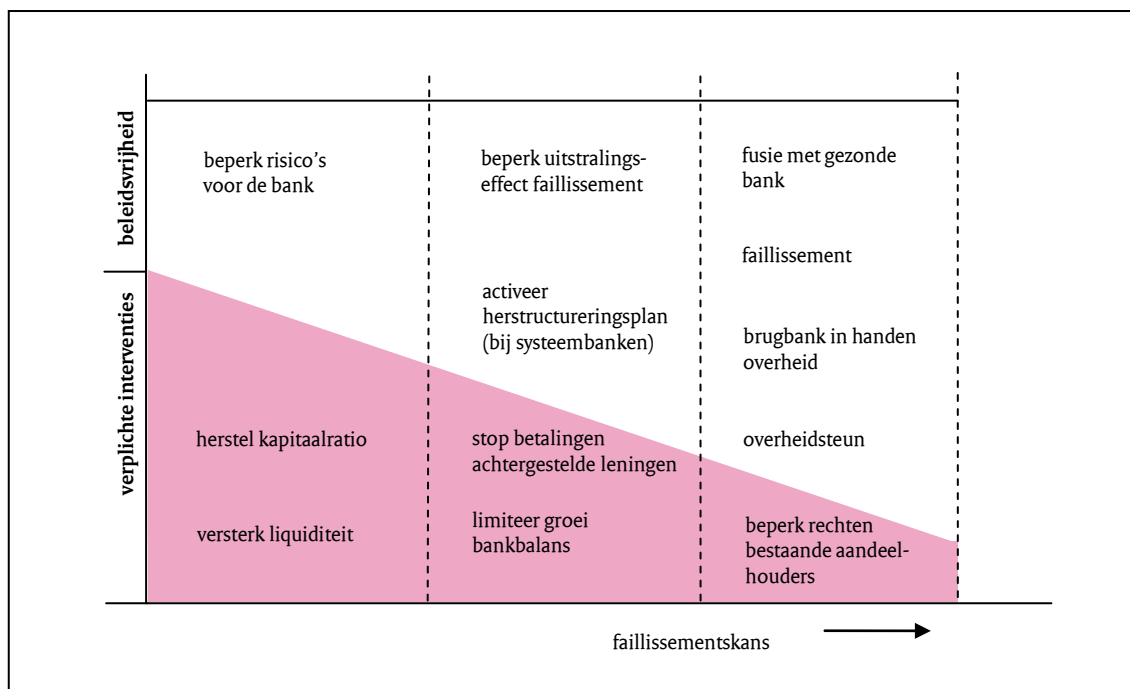 beleidsvrijheid
verplichte interventies
beperk risico's
voor de bank
herstel kapitaalratio
versterk liquiditeit
beperk uitstralings-
effect faillissement
activeer
herstructureringsplan
(bij systeembanken)
stop betalingen
achtergestelde leningen
limiteer groei
bankbalans
fusie met gezonde
bank
faillissement
brugbank in handen
overheid
overheidsteun
beperk rechten
bestaande aandeel-
houders
faillissementskans